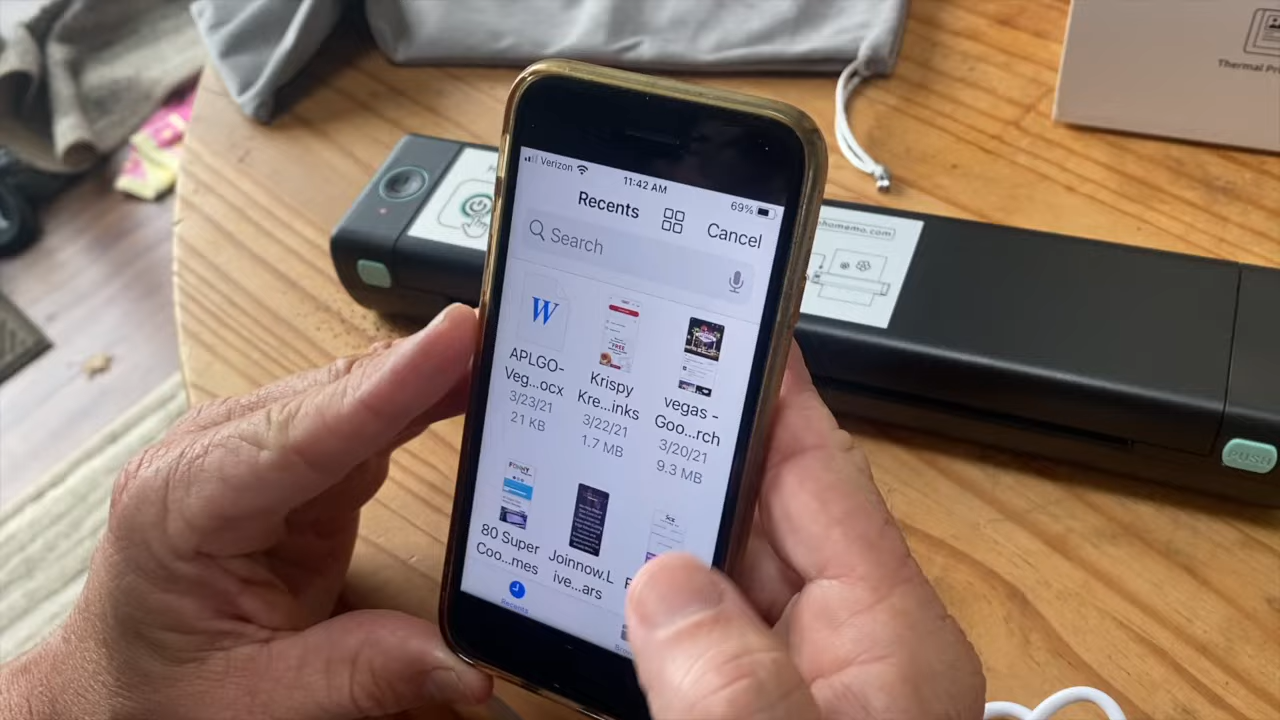 Thermal
Verizon
11:42 AM
69%
Recents
Cancel
Search
W
APLGO-
Veg...ocx
3/23/21
21 KB
Krispy
Kre...inks
3/22/21
1.7 MB
vegas -
Goo...rch
3/20/21
9.3 MB
80 Super
Coo...mes
Joinnow.L
ive...ars
Recents
PUSH